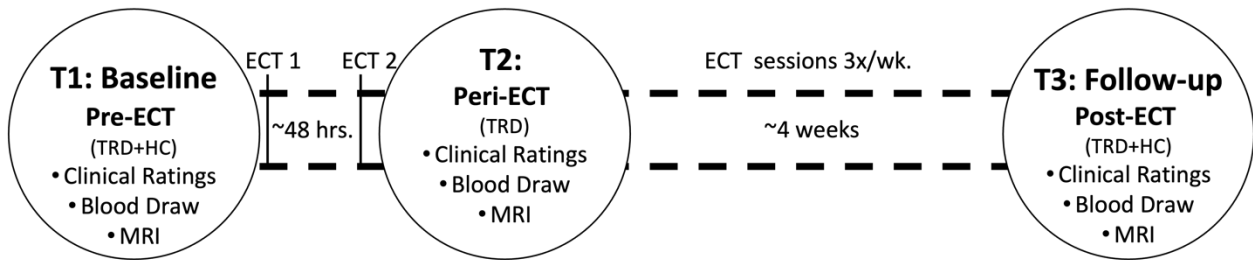 T1: Baseline
Pre-ECT
(TRD+HC)
• Clinical Ratings
• Blood Draw
• MRI
ECT 1
ECT 2
~48 hrs.
T2:
Peri-ECT
(TRD)
• Clinical Ratings
• Blood Draw
• MRI
ECT sessions 3x/wk.
~4 weeks
T3: Follow-up
Post-ECT
(TRD+HC)
• Clinical Ratings
• Blood Draw
• MRI